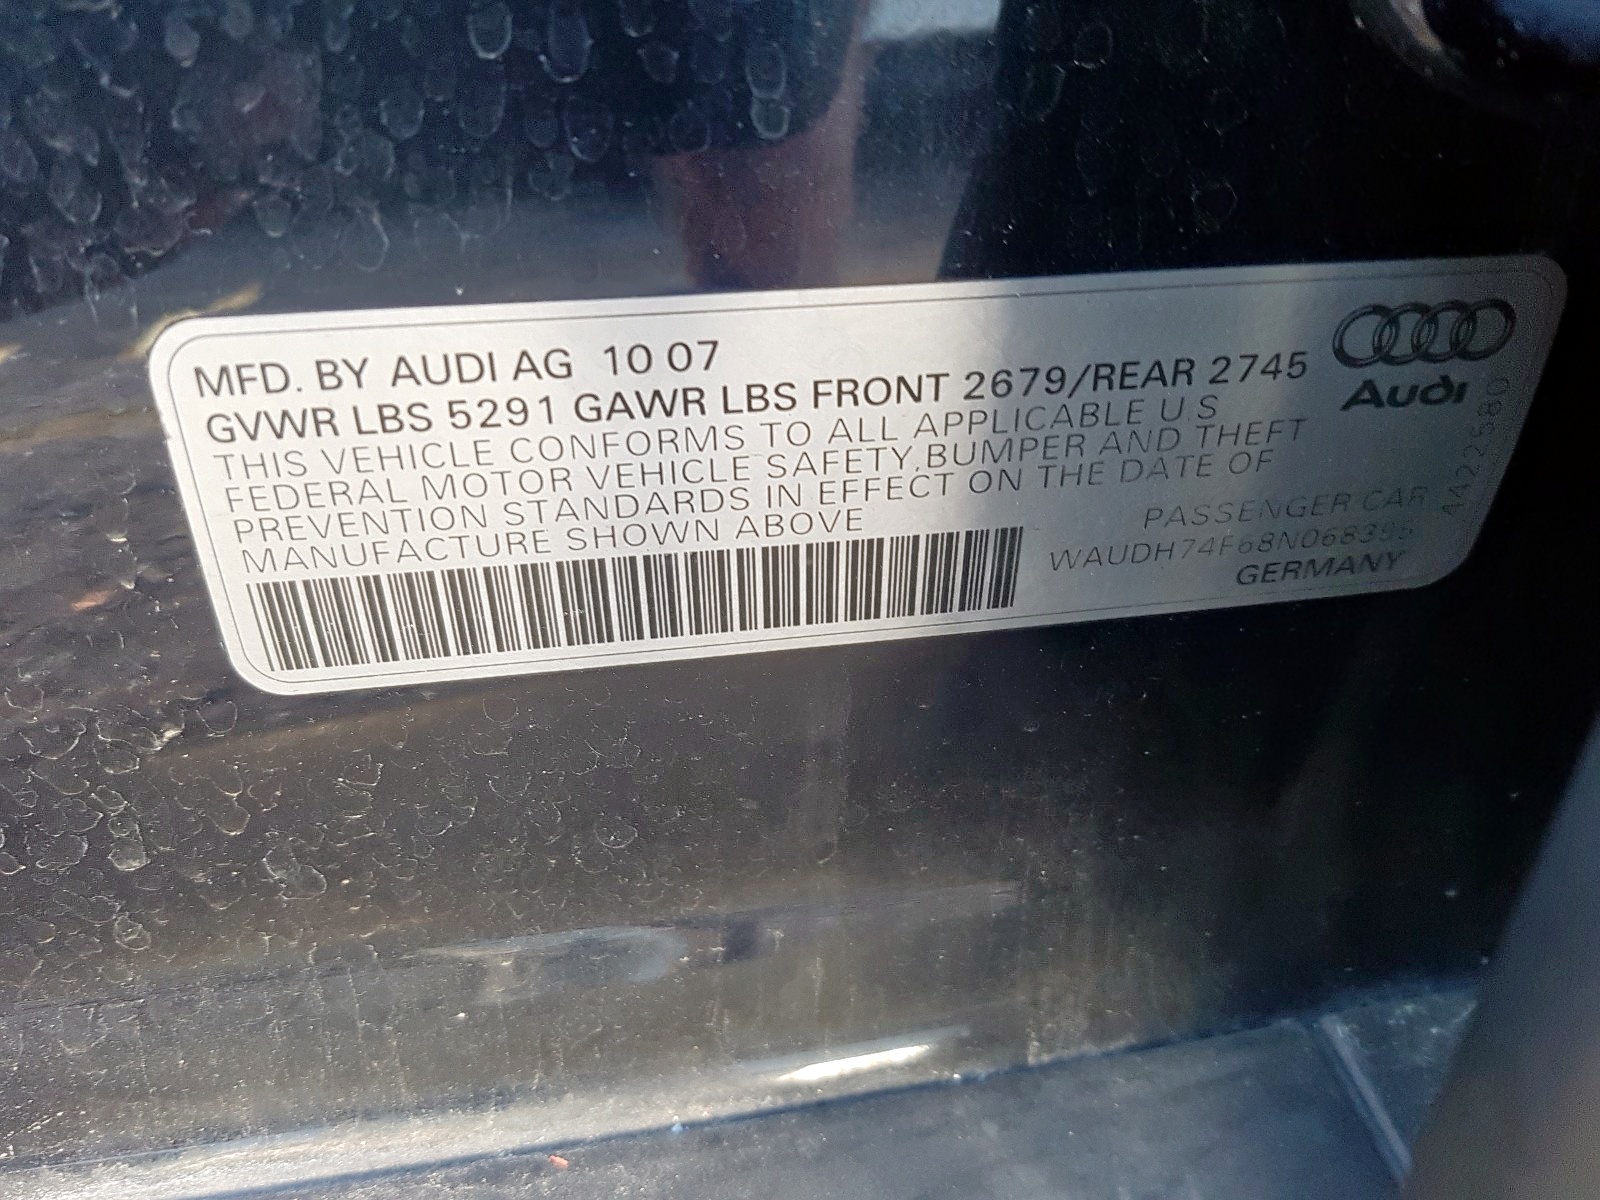 MFD. BY AUDI AG 10 07
GVWR LBS 5291 GAWR LBS FRONT 2679/REAR 2745
THIS VEHICLE CONFORMS TO ALL APPLICABLE U.S
FEDERAL MOTOR VEHICLE SAFETY,BUMPER AND THEFT
PREVENTION STANDARDS IN EFFECT ON THE DATE OF
MANUFACTURE SHOWN ABOVE
PASSENGER CAR
WAUDH74F68N068395
GERMANY
Audi
4422580